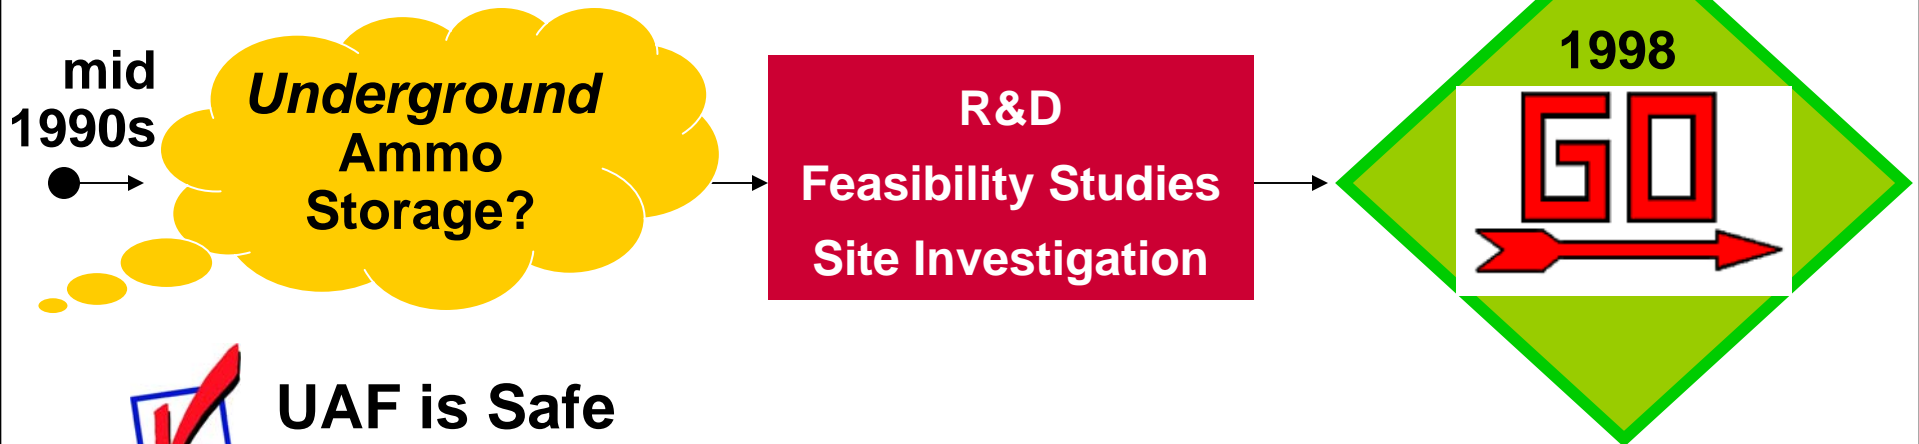 mid
1990s
Underground
Ammo
Storage?
R&D
Feasibility Studies
Site Investigation
1998
GO
UAF is Safe